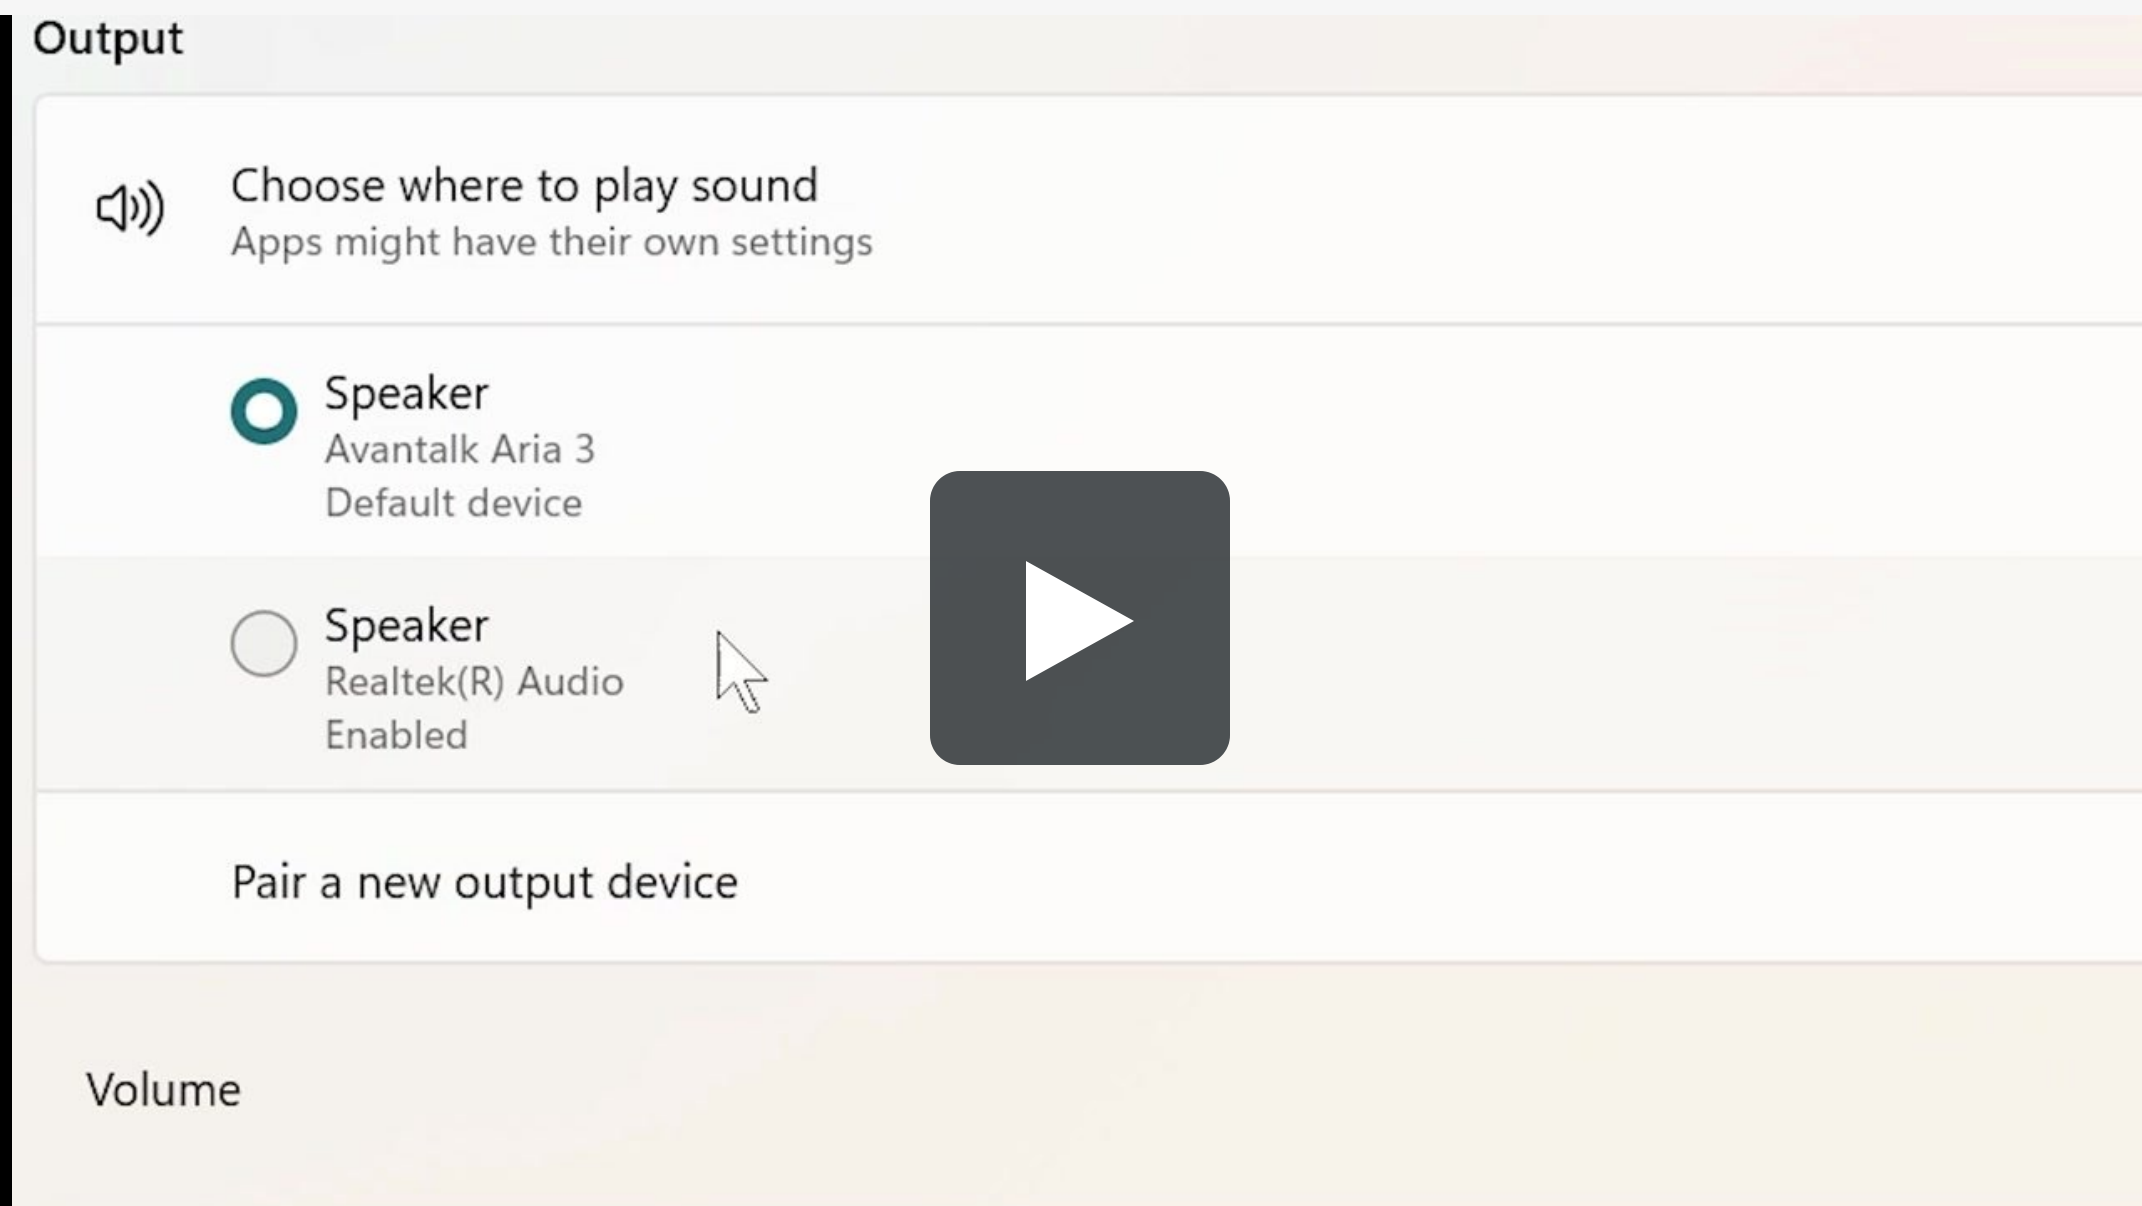 Output
Choose where to play sound
Apps might have their own settings
Speaker
Avantalk Aria 3
Default device
Speaker
Realtek(R) Audio
Enabled
Pair a new output device
Volume